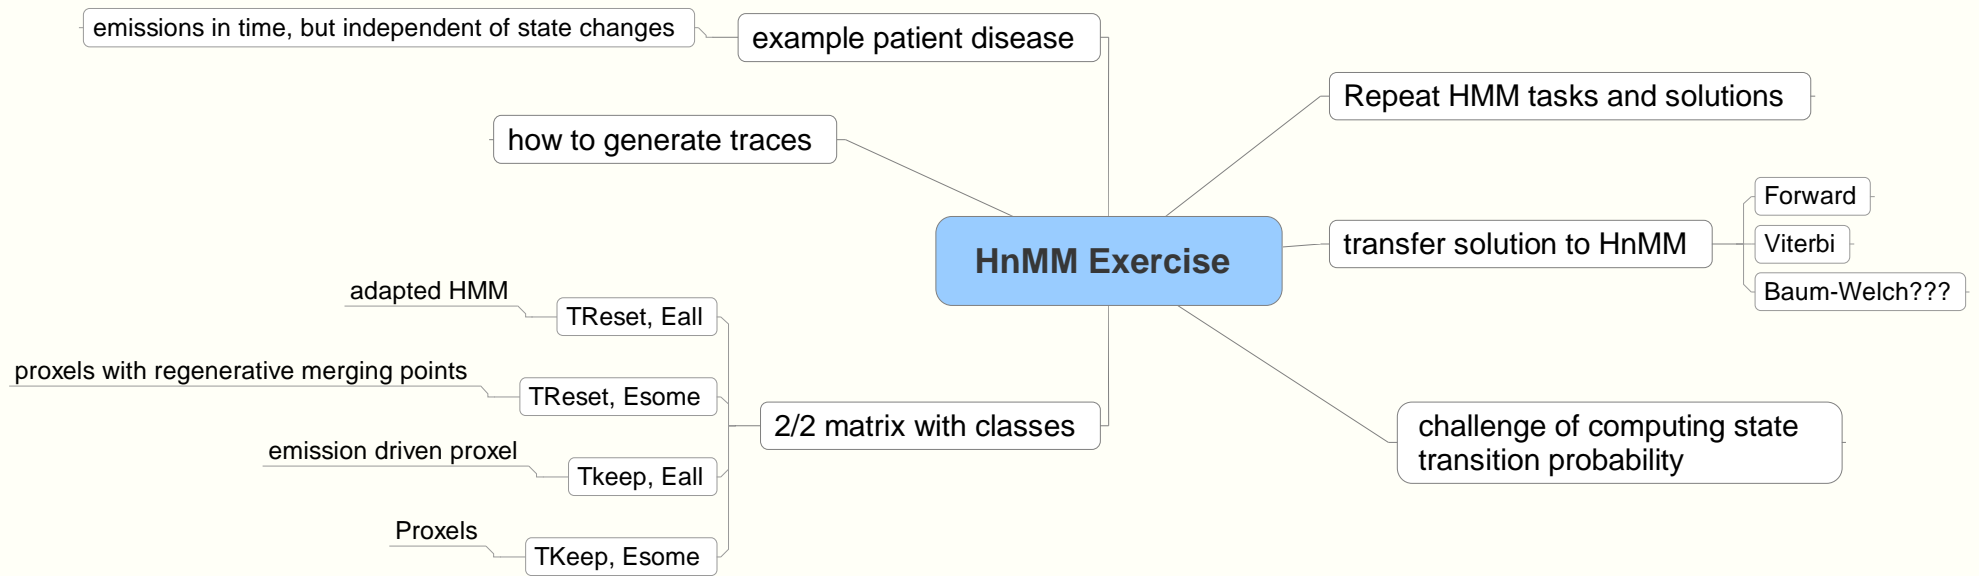 HnMM Exercise
Repeat HMM tasks and solutions
transfer solution to HnMM
Forward
Viterbi
Baum-Welch???
challenge of computing state
transition probability
example patient disease
emissions in time, but independent of state changes
how to generate traces
2/2 matrix with classes
TReset, Eall
adapted HMM
TReset, Esome
proxels with regenerative merging points
Tkeep, Eall
emission driven proxel
TKeep, Esome
Proxels